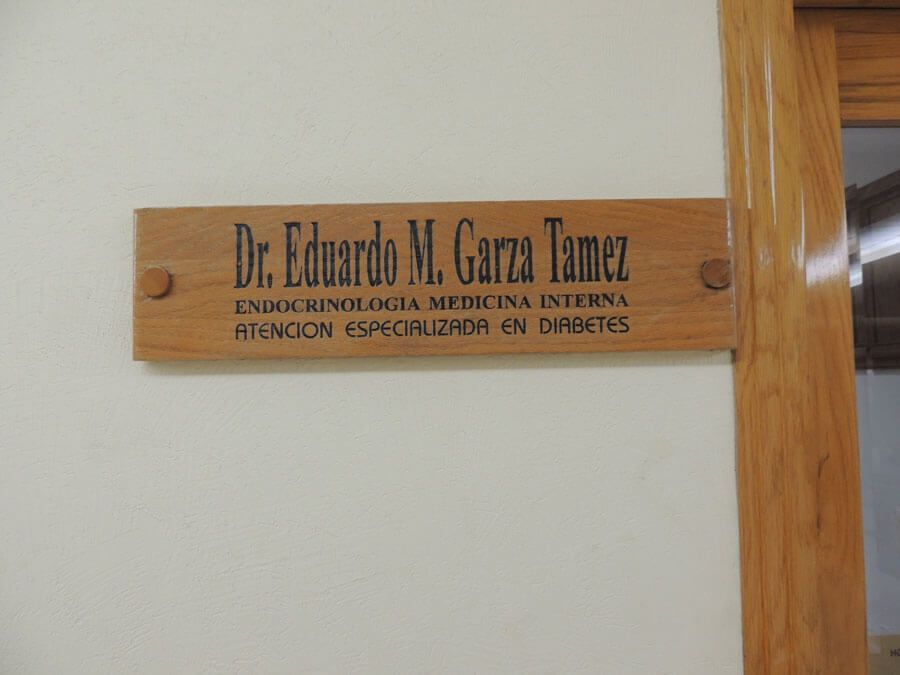 Dr. Eduardo M. Garza Tamez
ENDOCRINOLOGIA MEDICINA INTERNA
ATENCION ESPECIALIZADA EN DIABETES